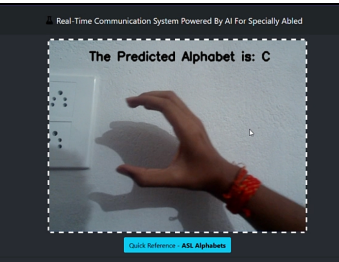 Real-Time Communication System Powered By AI For Specially Abled
The Predicted Alphabet is: C
Quick Reference - ASL Alphabets